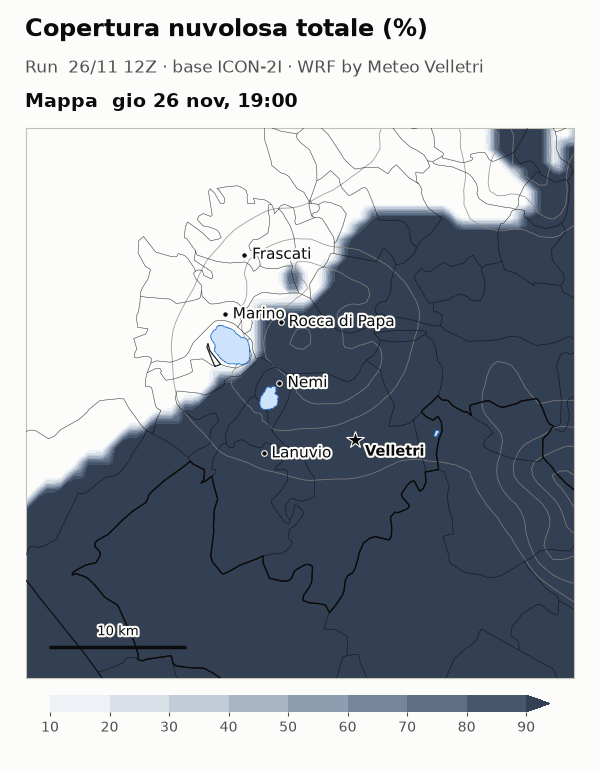 Copertura nuvolosa totale (%)
Run 26/11 12Z · base ICON-2I · WRF by Meteo Velletri
Mappa gio 26 nov, 19:00
Frascati
Marino
Rocca di Papa
Nemi
Velletri
Lanuvio
10 km
10 20 30 40 50 60 70 80 90